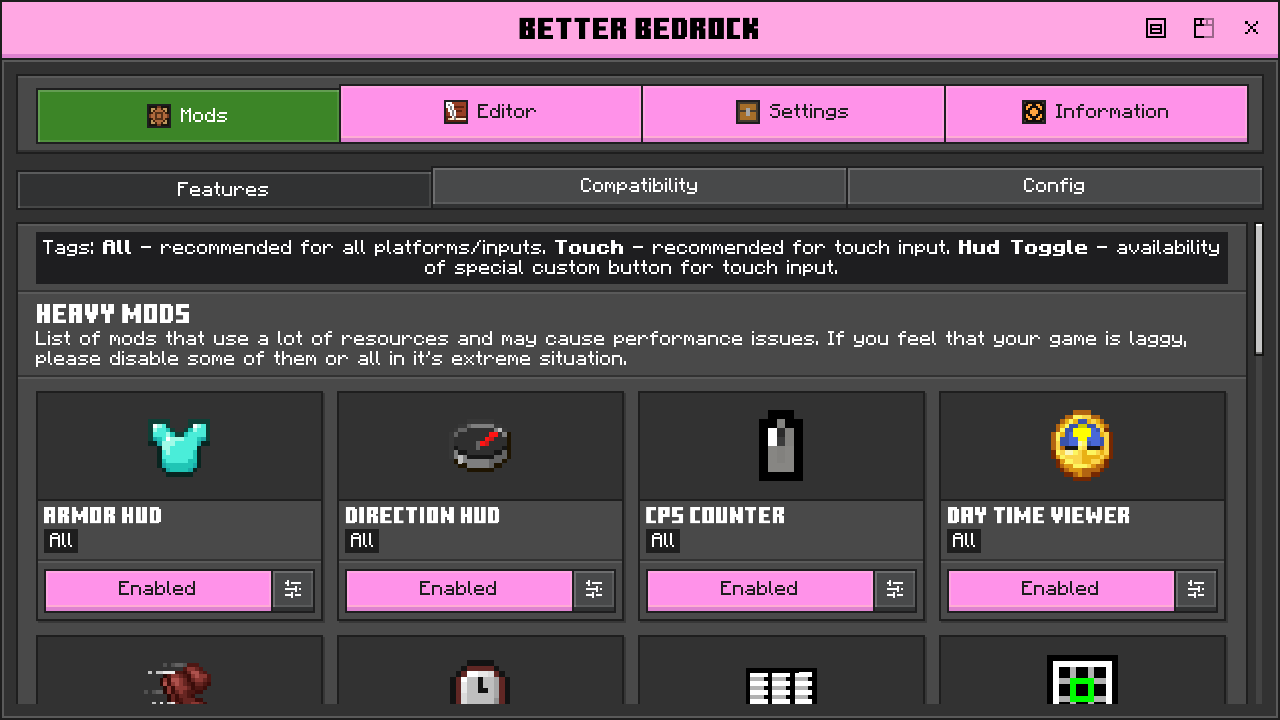 BETTER BEDROCK
Mods
Editor
Settings
Information
Features
Compatibility
Config
Tags: All - recommended for all platforms/inputs. Touch - recommended for touch input. Hud Toggle - availability
of special custom button for touch input.
HEAVY MODS
List of mods that use a lot of resources and may cause performance issues. If you feel that your game is laggy,
please disable some of them or all in it's extreme situation.
ARMOR HUD
All
Enabled
DIRECTION HUD
All
Enabled
CPS COUNTER
All
Enabled
DAY TIME VIEWER
All
Enabled